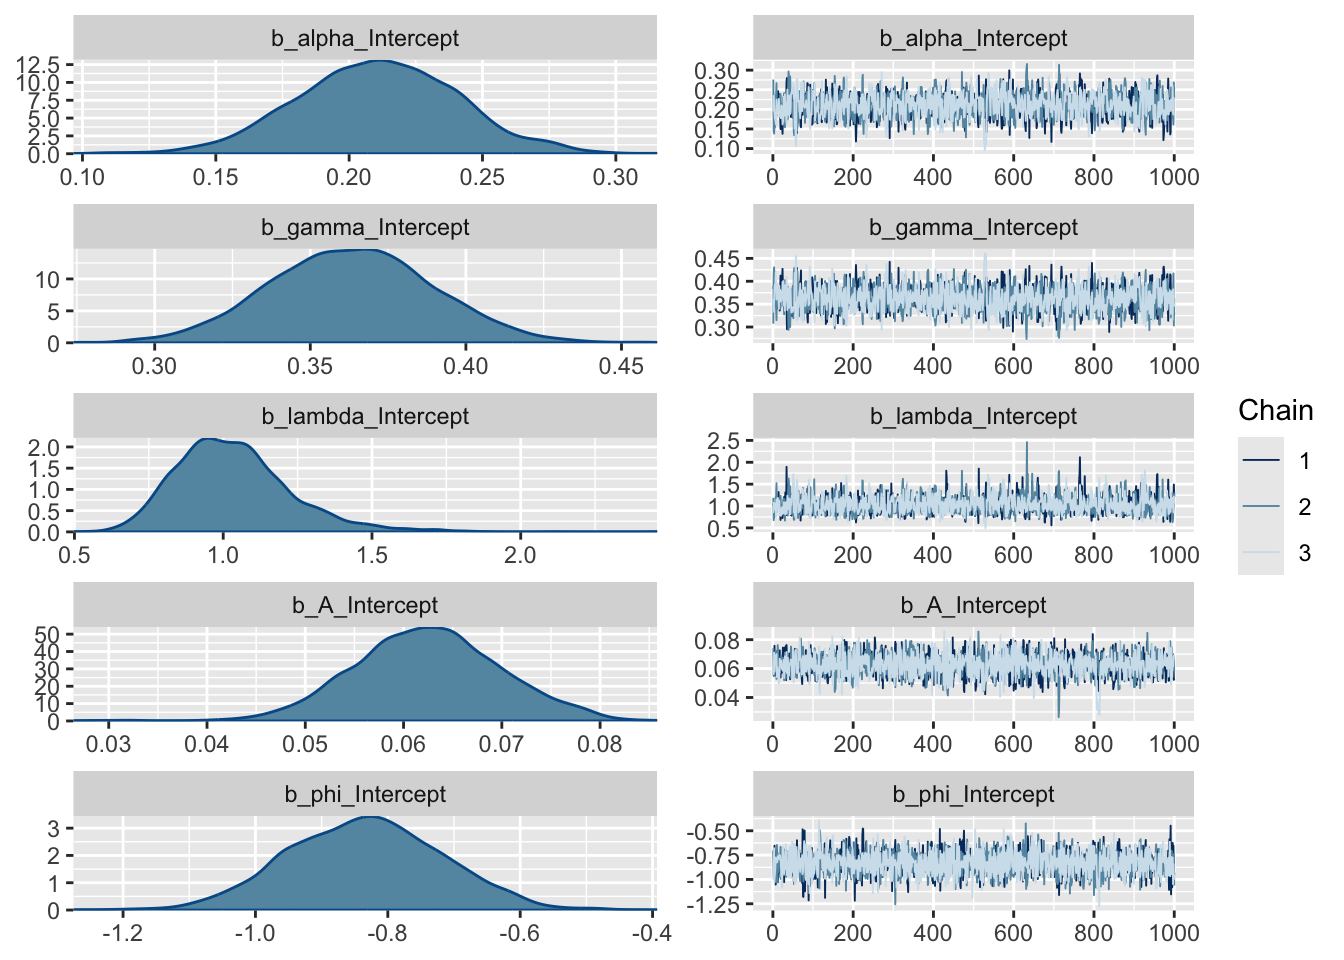 b_alpha_Intercept
12.5
10.0
7.5
5.0
2.5
0.0
0.10 0.15 0.20 0.25 0.30
b_alpha_Intercept
0.30
0.25
0.20
0.15
0.10
0 200 400 600 800 1000
b_gamma_Intercept
10
5
0
0.30 0.35 0.40 0.45
b_gamma_Intercept
0.45
0.40
0.35
0.30
0 200 400 600 800 1000
b_lambda_Intercept
2.0
1.5
1.0
0.5
0.0
0.5 1.0 1.5 2.0
b_lambda_Intercept
2.5
2.0
1.5
1.0
0.5
0 200 400 600 800 1000
b_A_Intercept
50
40
30
20
10
0
0.03 0.04 0.05 0.06 0.07 0.08
b_A_Intercept
0.08
0.06
0.04
0 200 400 600 800 1000
b_phi_Intercept
3
2
1
0
-1.2 -1.0 -0.8 -0.6 -0.4
b_phi_Intercept
-0.50
-0.75
-1.00
-1.25
0 200 400 600 800 1000
Chain
1
2
3